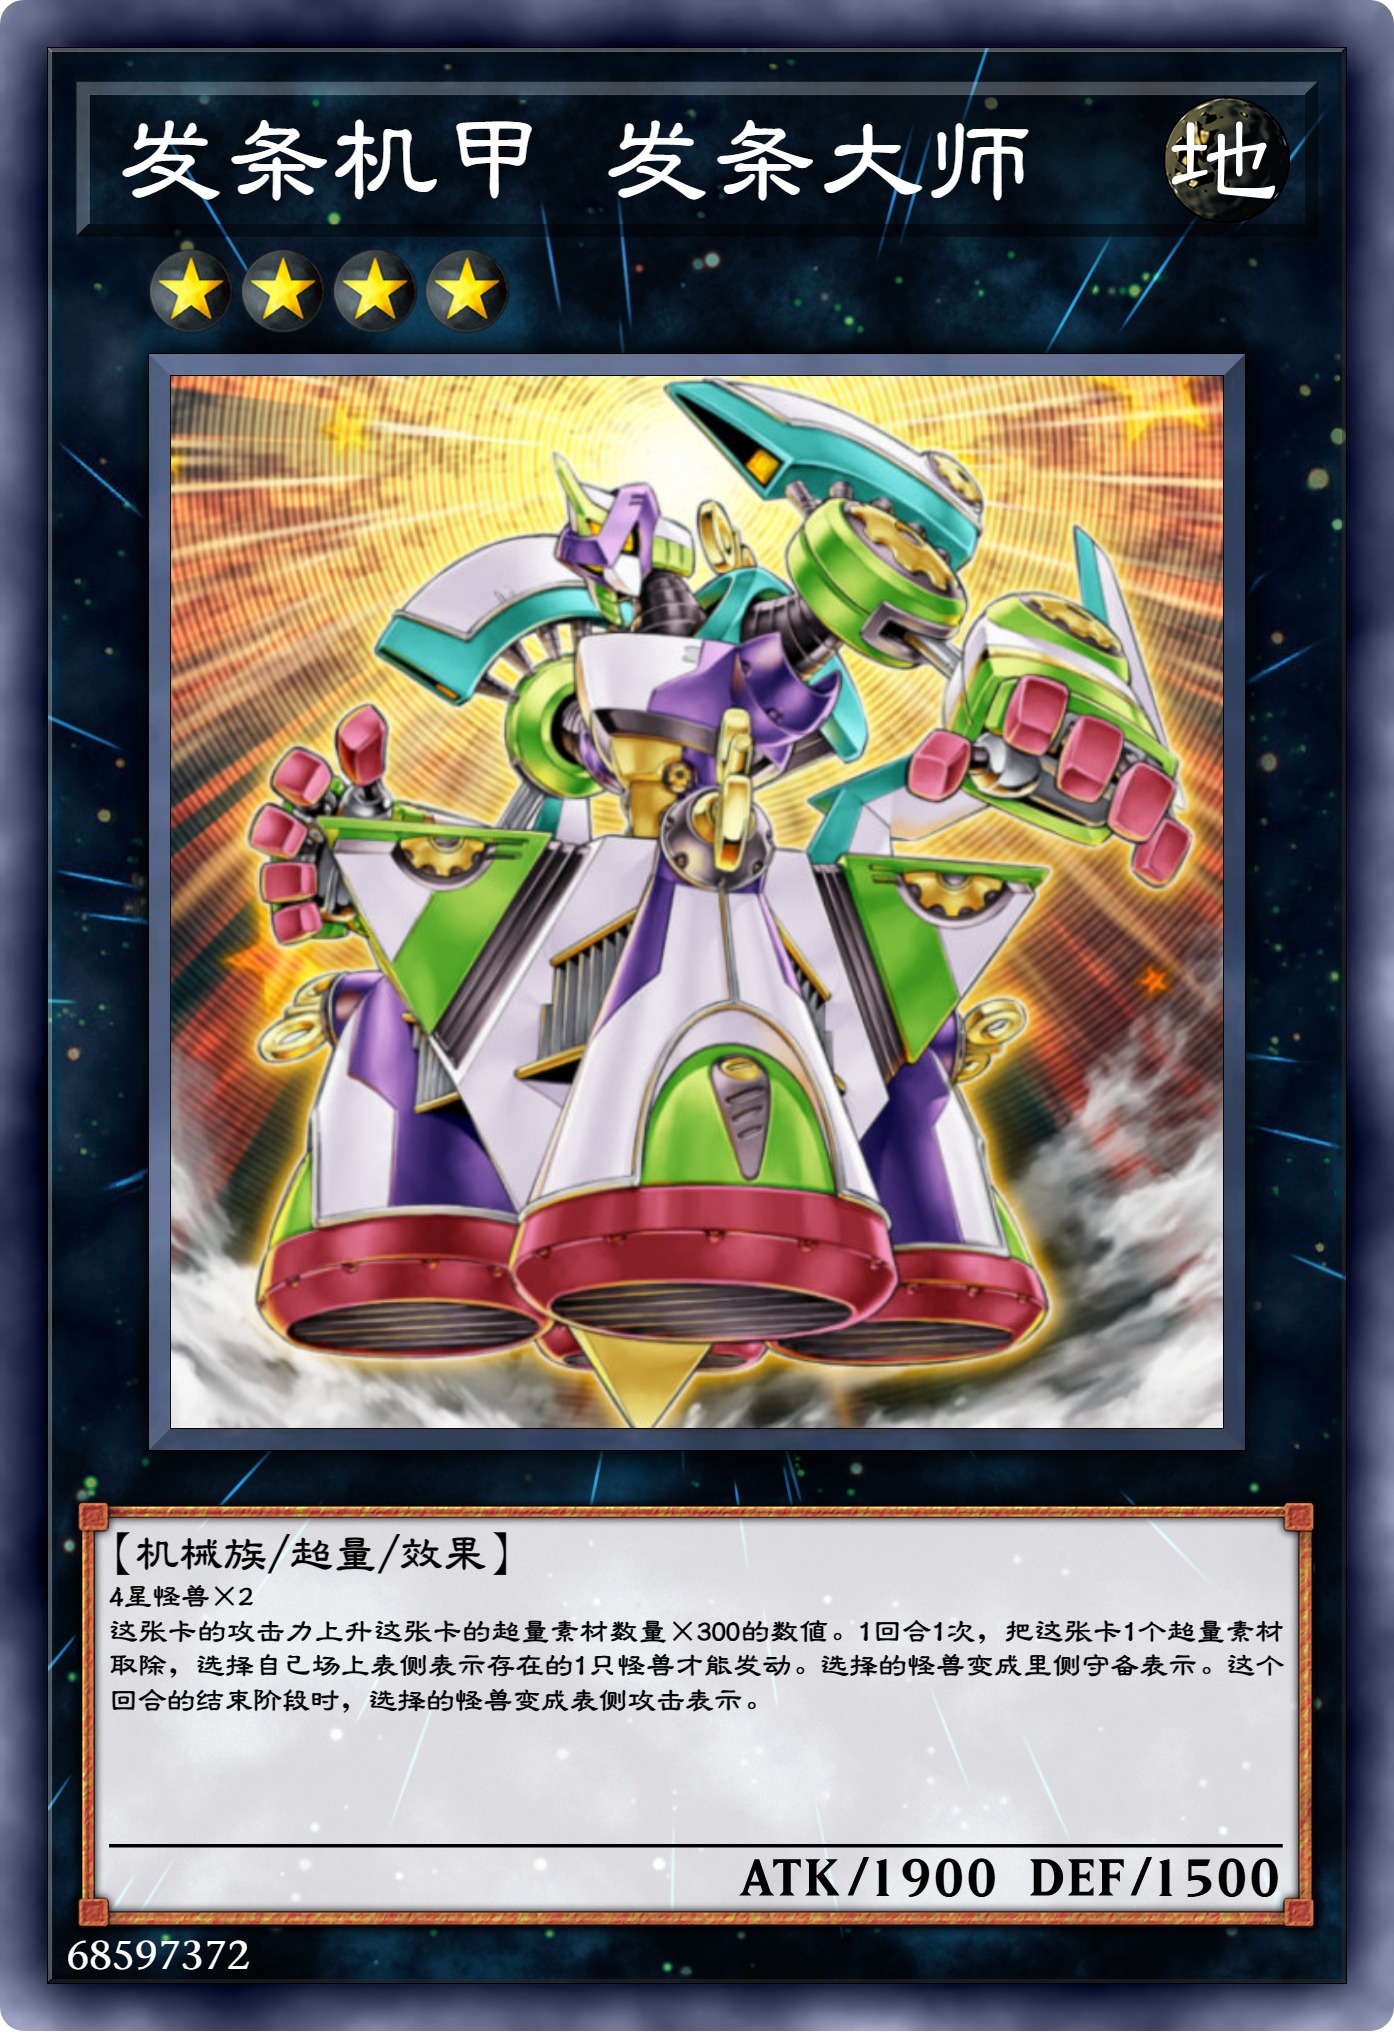 发条机甲 发条大师
地
【机械族/超量/效果】
4星怪兽×2
这张卡的攻击力上升这张卡的超量素材数量×300的数值。1回合1次，把这张卡1个超量素材
取除，选择自己场上表侧表示存在的1只怪兽才能发动。选择的怪兽变成里侧守备表示。这个
回合的结束阶段时，选择的怪兽变成表侧攻击表示。
ATK/1900 DEF/1500
68597372